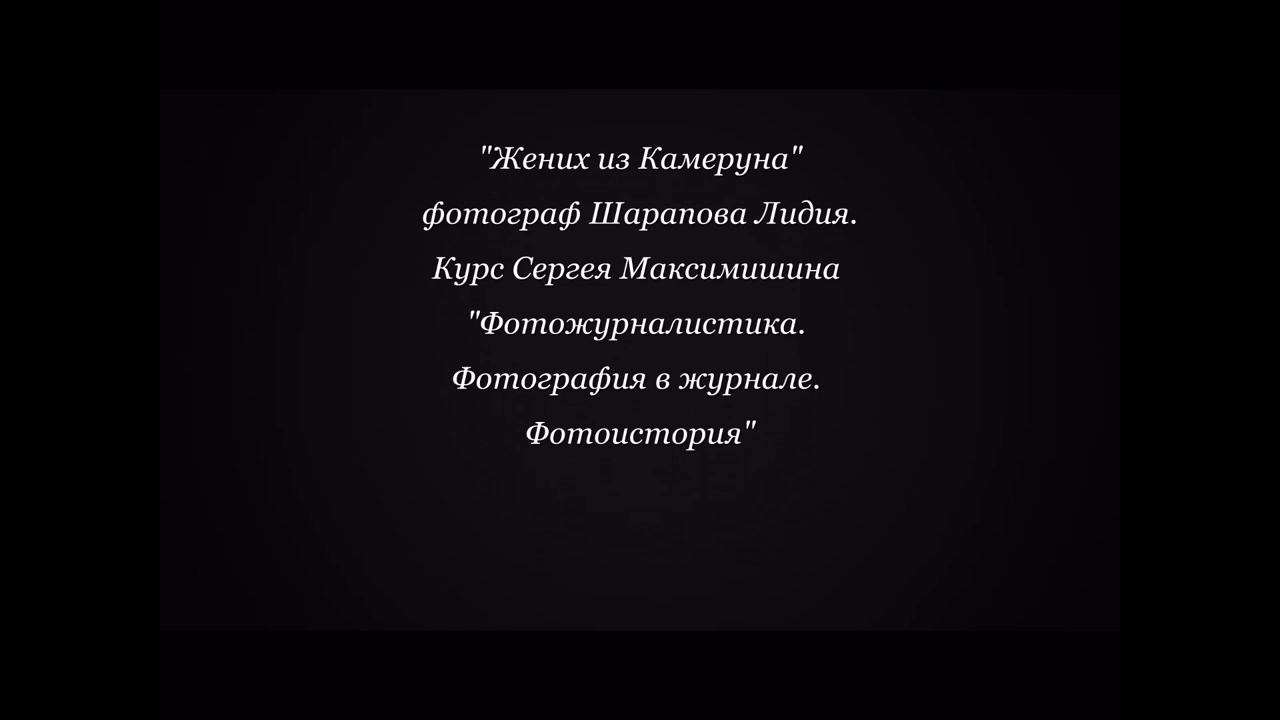 "Жених из Камеруна"
фотограф Шарапова Лидия.
Курс Сергея Максимишина
"Фотожурналистика.
Фотография в журнале.
Фотоистория"